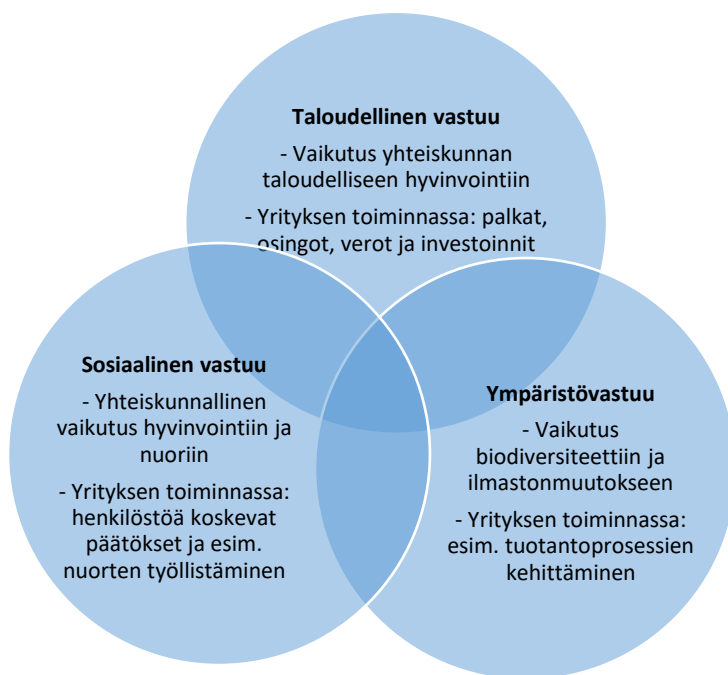 Taloudellinen vastuu
- Vaikutus yhteiskunnan
taloudelliseen hyvinvointiin
- Yrityksen toiminnassa: palkat,
osingot, verot ja investoinnit
Sosiaalinen vastuu
- Yhteiskunnallinen
vaikutus hyvinvointiin ja
nuoriin
- Yrityksen toiminnassa:
henkilöstöä koskevat
päätökset ja esim.
nuorten työllistäminen
Ympäristövastuu
- Vaikutus
biodiversiteettiin ja
ilmastonmuutokseen
- Yrityksen toiminnassa:
esim. tuotantoprosessien
kehittäminen